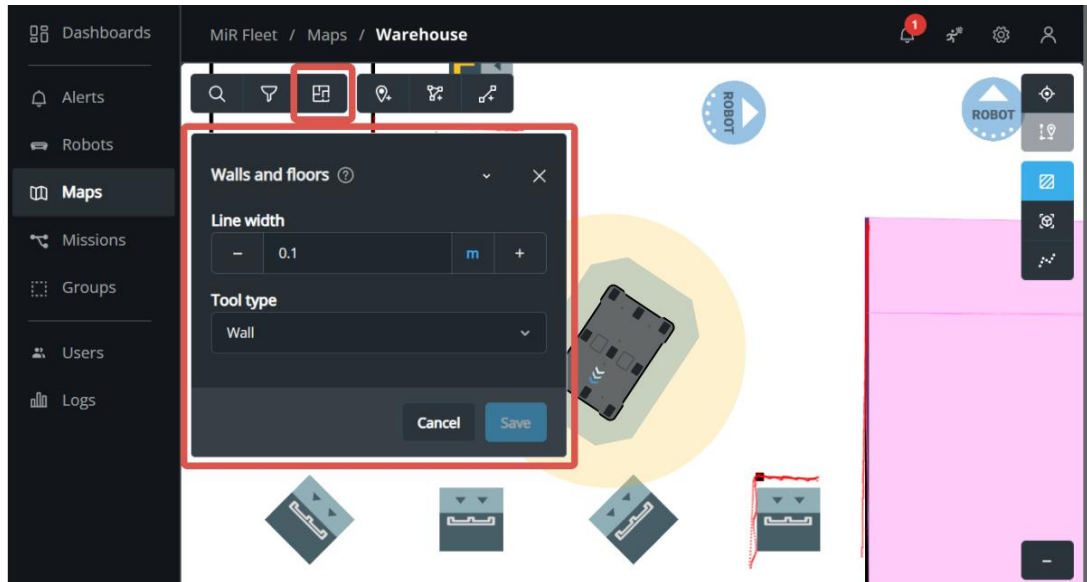 Dashboards
MiR Fleet / Maps / Warehouse
1
Alerts
Robots
Maps
Missions
Groups
Users
Logs
Walls and floors ?
Line width
− 0.1 m +
Tool type
Wall
Cancel Save
ROBOT
ROBOT
−